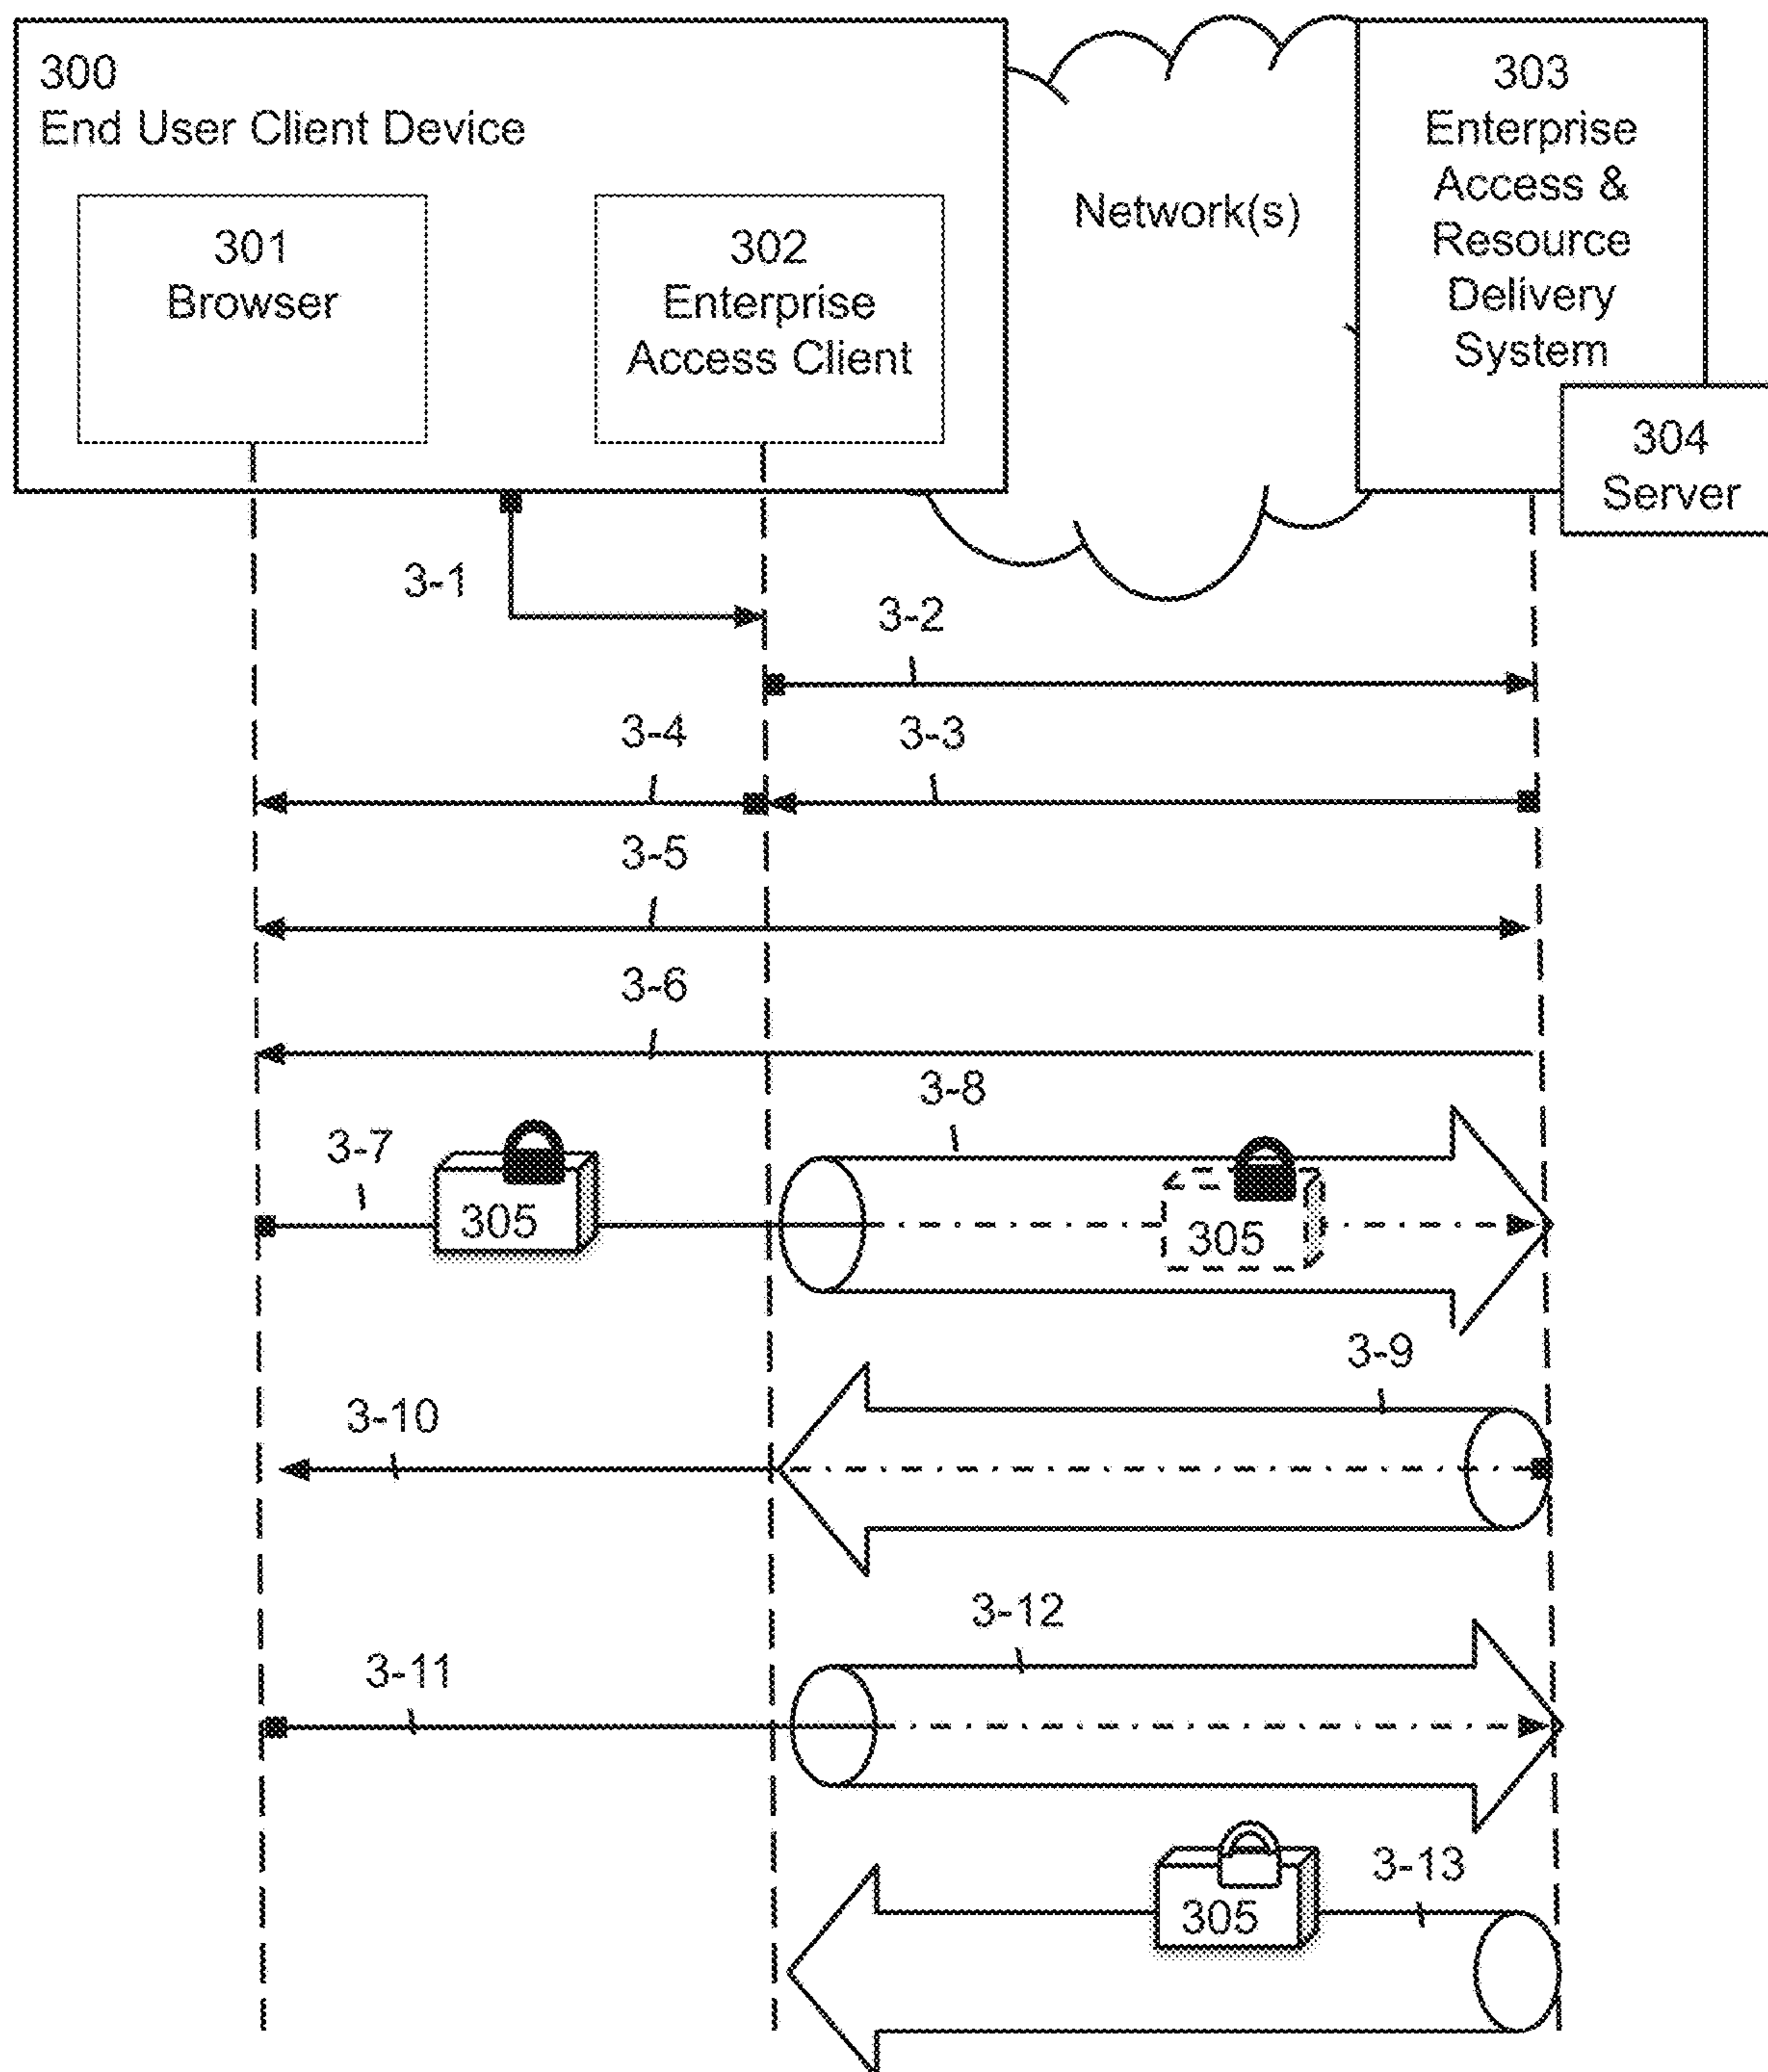 300
End User Client Device
301
Browser
302
Enterprise
Access Client
Network(s)
303
Enterprise
Access &
Resource
Delivery
System
304
Server
3-1
3-2
3-4
3-3
3-5
3-6
3-8
3-7
305
305
3-9
3-10
3-12
3-11
3-13
305